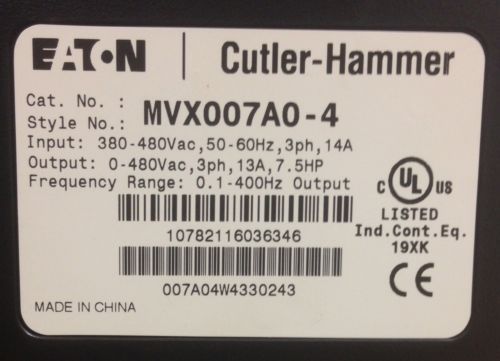 EATON | Cutler-Hammer
Cat. No. :
Style No.: MVX007A0-4
Input: 380-480Vac,50-60Hz,3ph,14A
Output: 0-480Vac,3ph,13A,7.5HP
Frequency Range: 0.1-400Hz Output
10782116036346
007A04W4330243
MADE IN CHINA
C UL US
LISTED
Ind.Cont.Eq.
19XK
CE